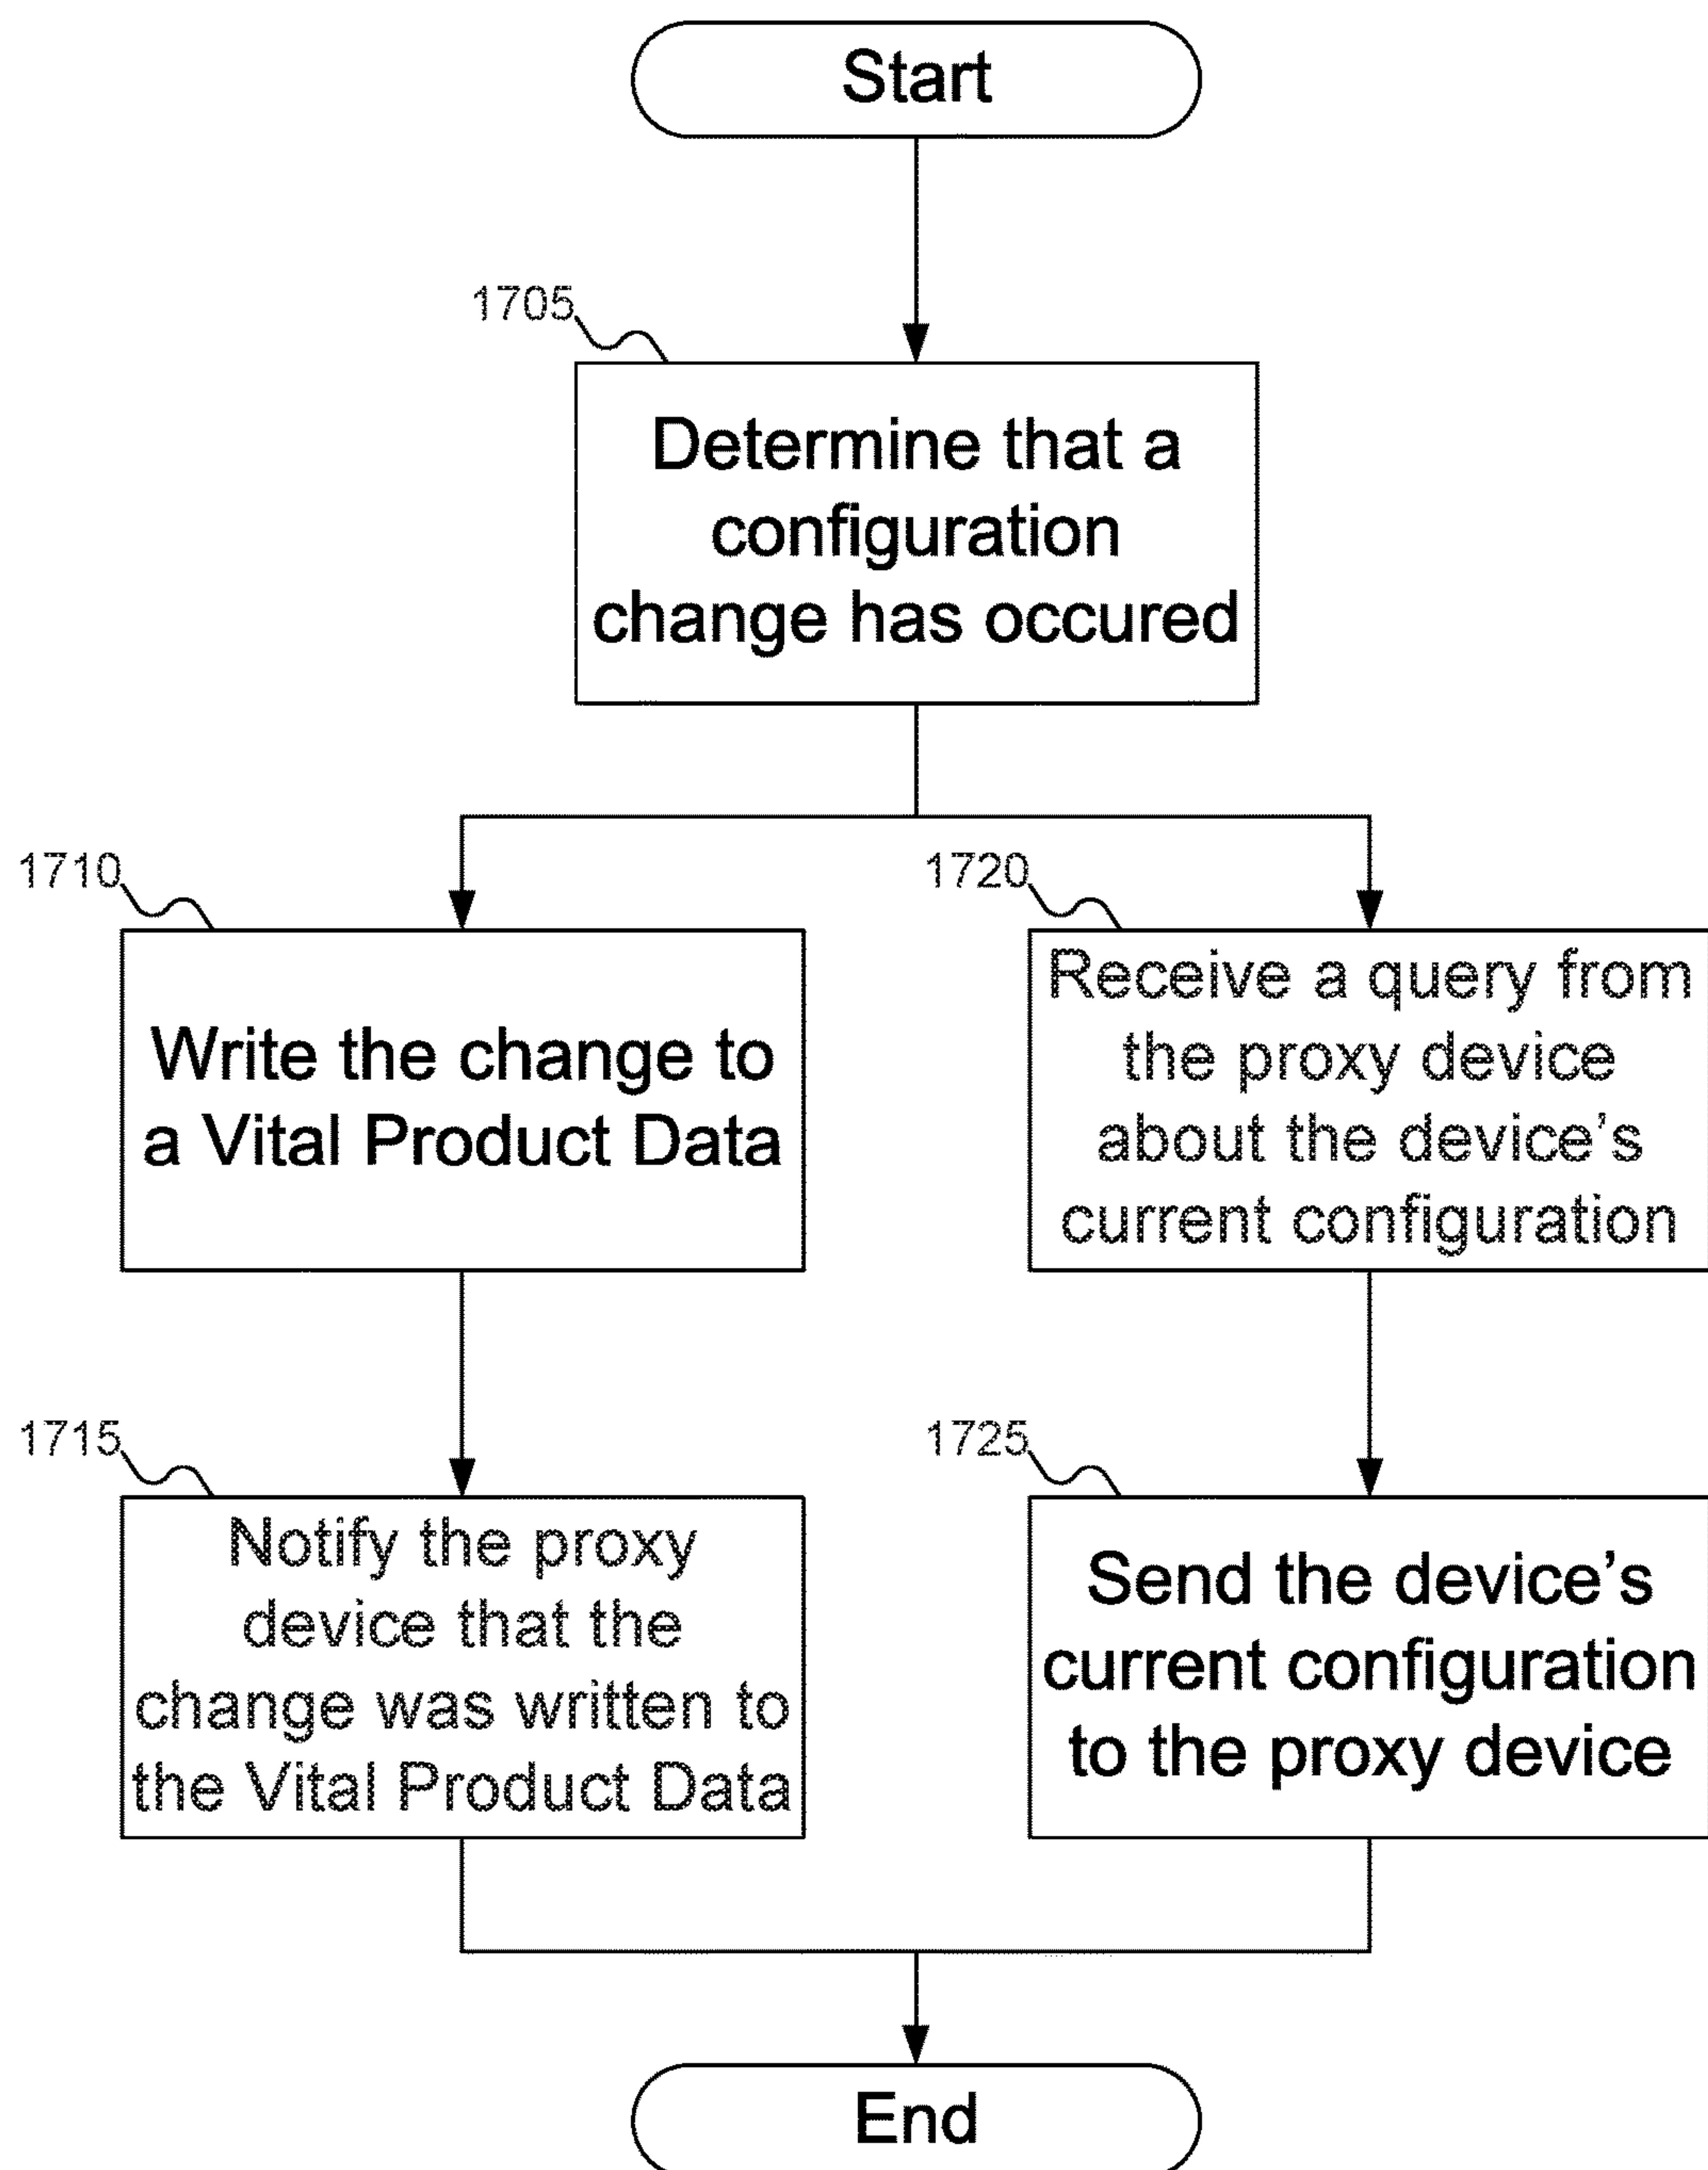 Start
1705
Determine that a
configuration
change has occured
1710
Write the change to
a Vital Product Data
1715
Notify the proxy
device that the
change was written to
the Vital Product Data
1720
Receive a query from
the proxy device
about the device’s
current configuration
1725
Send the device’s
current configuration
to the proxy device
End